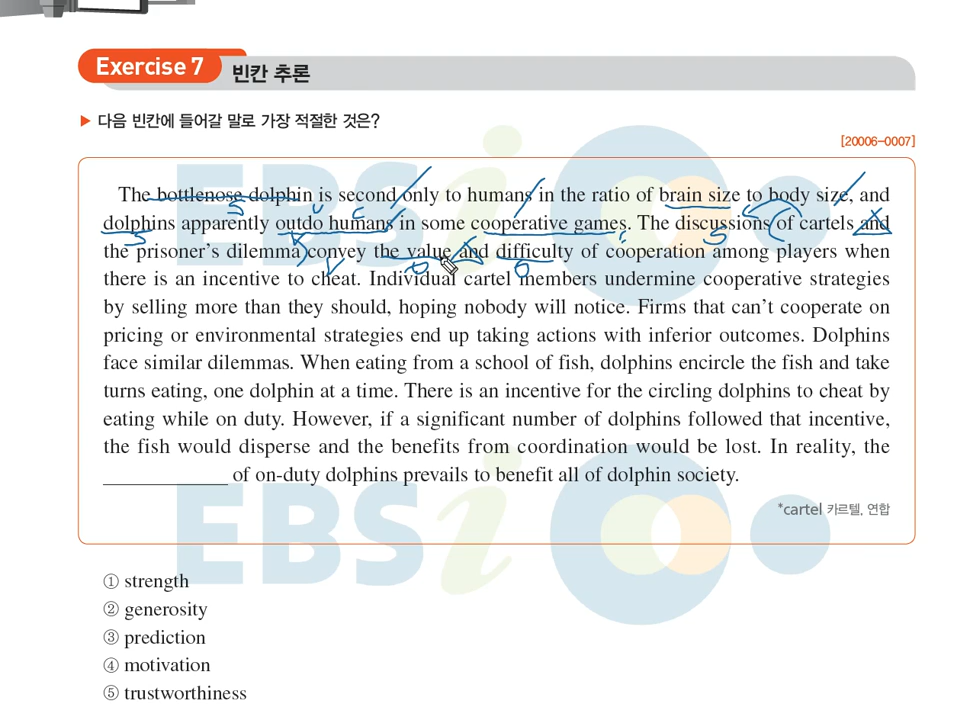 Exercise 7 빈칸 추론
▶ 다음 빈칸에 들어갈 말로 가장 적절한 것은?
[20006-0007]
The bottlenose dolphin is second only to humans in the ratio of brain size to body size, and
dolphins apparently outdo humans in some cooperative games. The discussions of cartels and
the prisoner's dilemma convey the value and difficulty of cooperation among players when
there is an incentive to cheat. Individual cartel members undermine cooperative strategies
by selling more than they should, hoping nobody will notice. Firms that can't cooperate on
pricing or environmental strategies end up taking actions with inferior outcomes. Dolphins
face similar dilemmas. When eating from a school of fish, dolphins encircle the fish and take
turns eating, one dolphin at a time. There is an incentive for the circling dolphins to cheat by
eating while on duty. However, if a significant number of dolphins followed that incentive,
the fish would disperse and the benefits from coordination would be lost. In reality, the
____________ of on-duty dolphins prevails to benefit all of dolphin society.
*cartel 카르텔, 연합
① strength
② generosity
③ prediction
④ motivation
⑤ trustworthiness
EBSi
EBSi